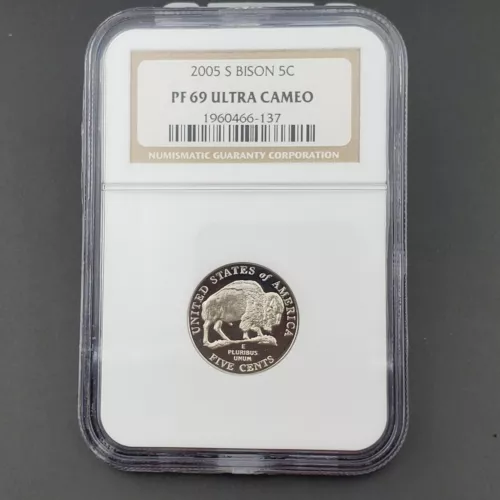 2005 S BISON 5C
PF 69 ULTRA CAMEO
1960466-137
NUMISMATIC GUARANTY CORPORATION
UNITED STATES of AMERICA
E
PLURIBUS
UNUM
FIVE CENTS